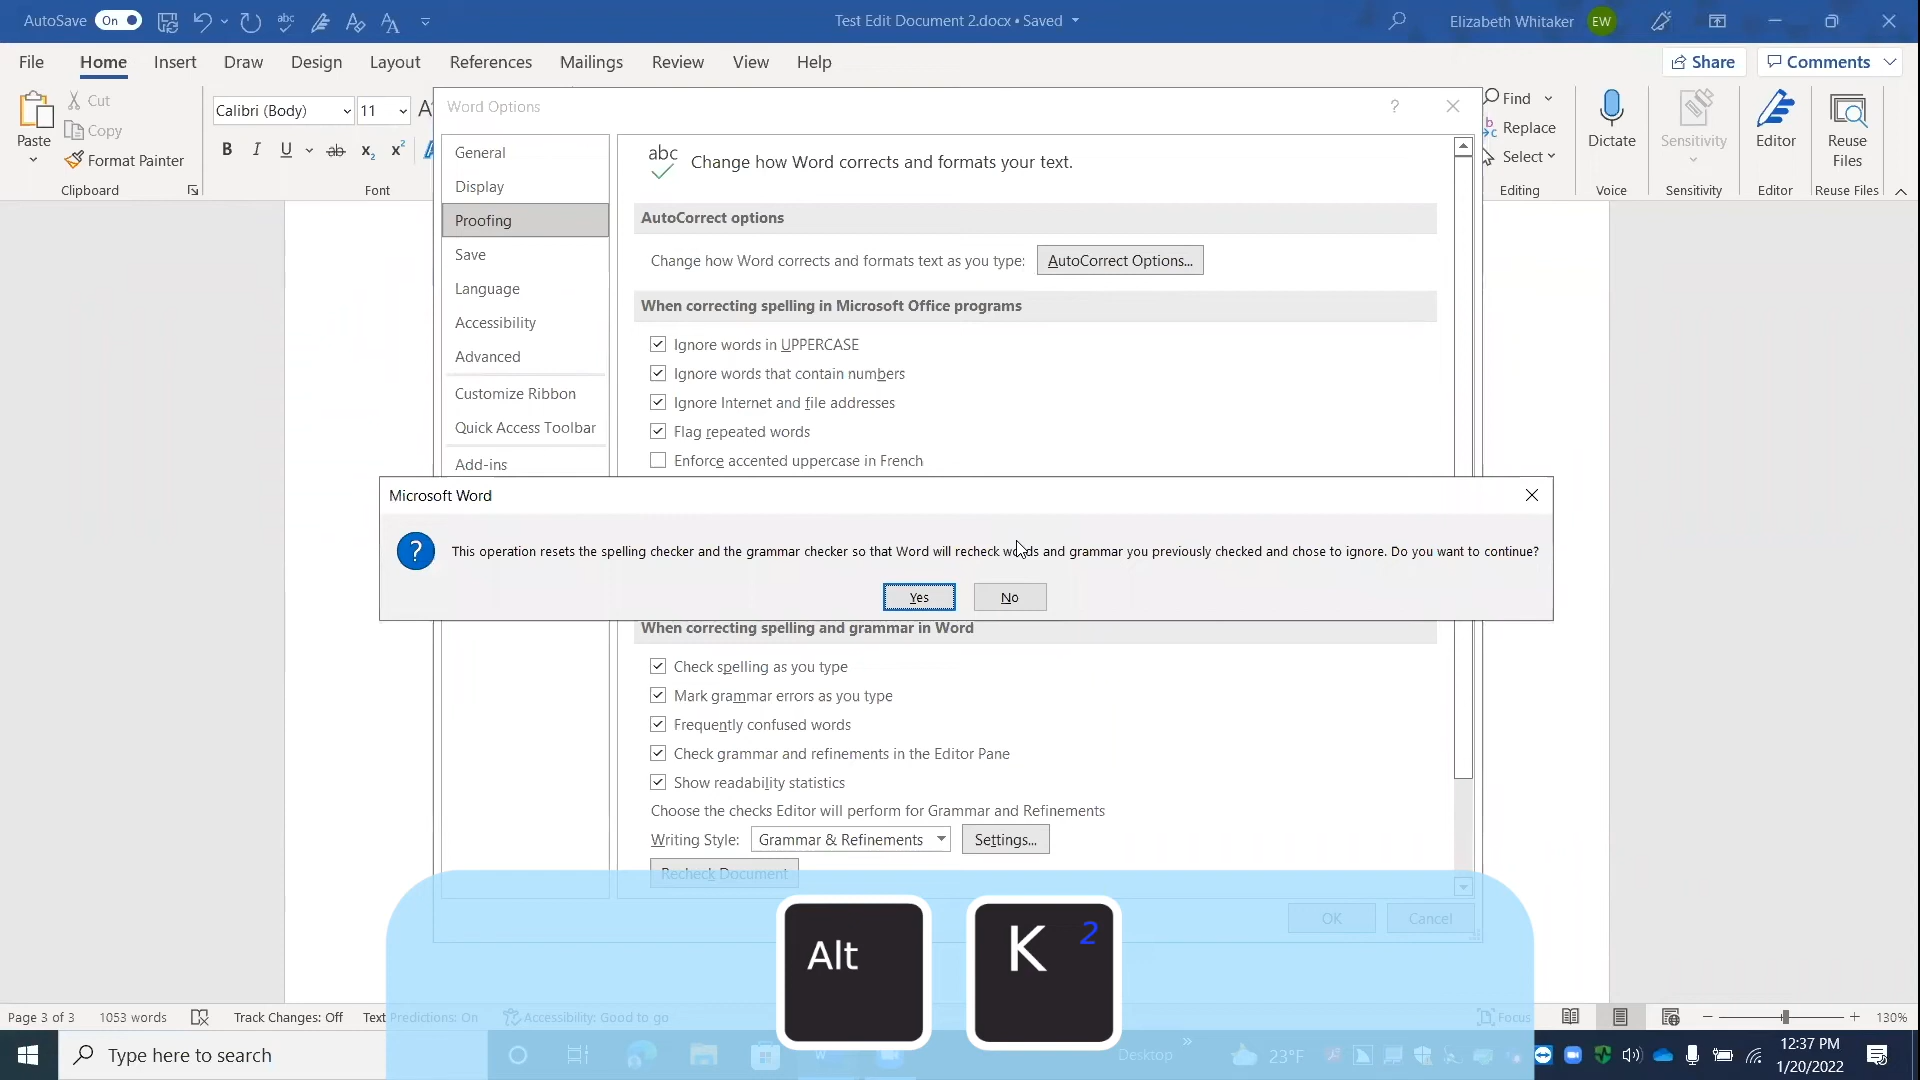 AutoSave On
Test Edit Document 2.docx • Saved
Elizabeth Whitaker EW
File Home Insert Draw Design Layout References Mailings Review View Help
Share Comments
Paste
Cut
Copy
Format Painter
Clipboard
Calibri (Body) 11
B I U ab x₂ x²
Font
Find
Replace
Select
Editing
Dictate
Voice
Sensitivity
Sensitivity
Editor
Editor
Reuse Files
Reuse Files
Word Options ?
General
Display
Proofing
Save
Language
Accessibility
Advanced
Customize Ribbon
Quick Access Toolbar
Add-ins
abc Change how Word corrects and formats your text.
AutoCorrect options
Change how Word corrects and formats text as you type: AutoCorrect Options...
When correcting spelling in Microsoft Office programs
Ignore words in UPPERCASE
Ignore words that contain numbers
Ignore Internet and file addresses
Flag repeated words
Enforce accented uppercase in French
Microsoft Word
? This operation resets the spelling checker and the grammar checker so that Word will recheck words and grammar you previously checked and chose to ignore. Do you want to continue?
Yes No
When correcting spelling and grammar in Word
Check spelling as you type
Mark grammar errors as you type
Frequently confused words
Check grammar and refinements in the Editor Pane
Show readability statistics
Choose the checks Editor will perform for Grammar and Refinements
Writing Style: Grammar & Refinements Settings...
Recheck Document
OK Cancel
Alt K 2
Page 3 of 3 1053 words Track Changes: Off Text Predictions: On Accessibility: Good to go Focus 130%
Type here to search
Desktop 23°F
12:37 PM
1/20/2022